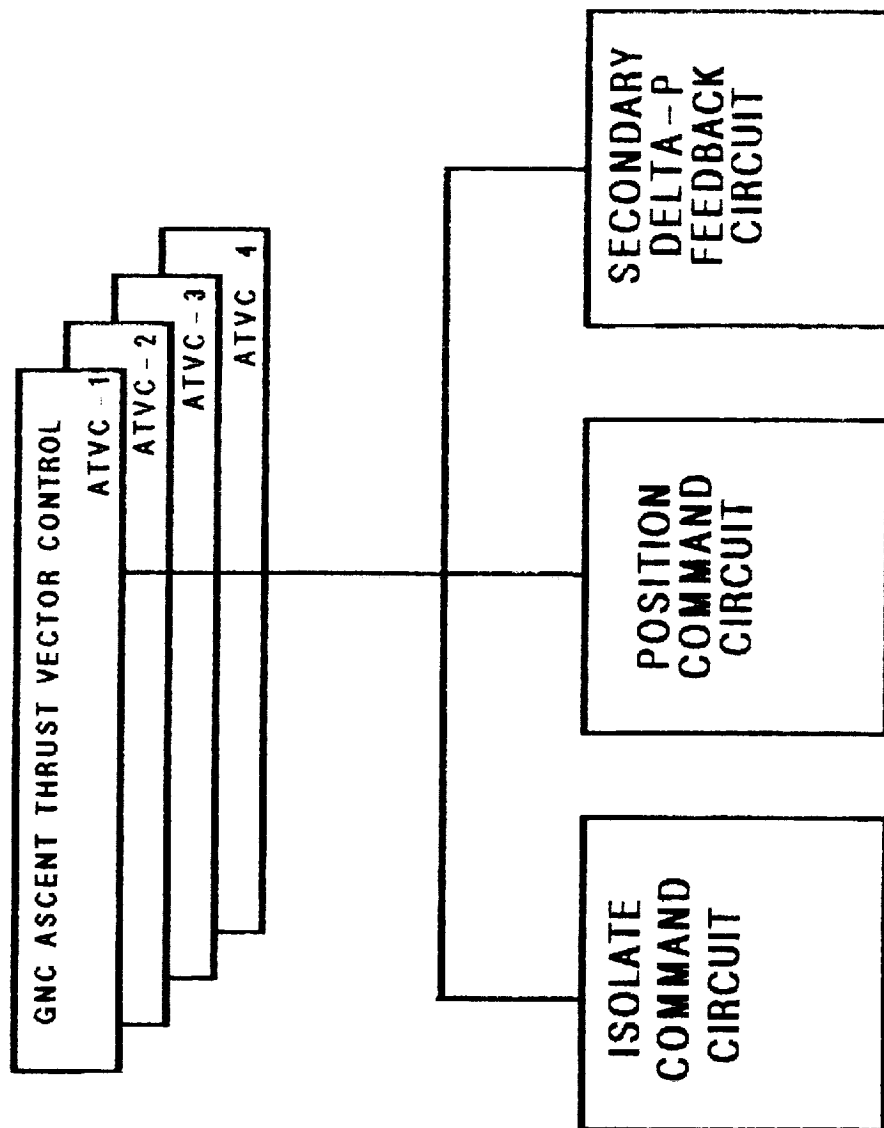 GNC ASCENT THRUST VECTOR CONTROL
ATVC-1
ATVC-2
ATVC-3
ATVC 4
ISOLATE
COMMAND
CIRCUIT
POSITION
COMMAND
CIRCUIT
SECONDARY
DELTA-P
FEEDBACK
CIRCUIT